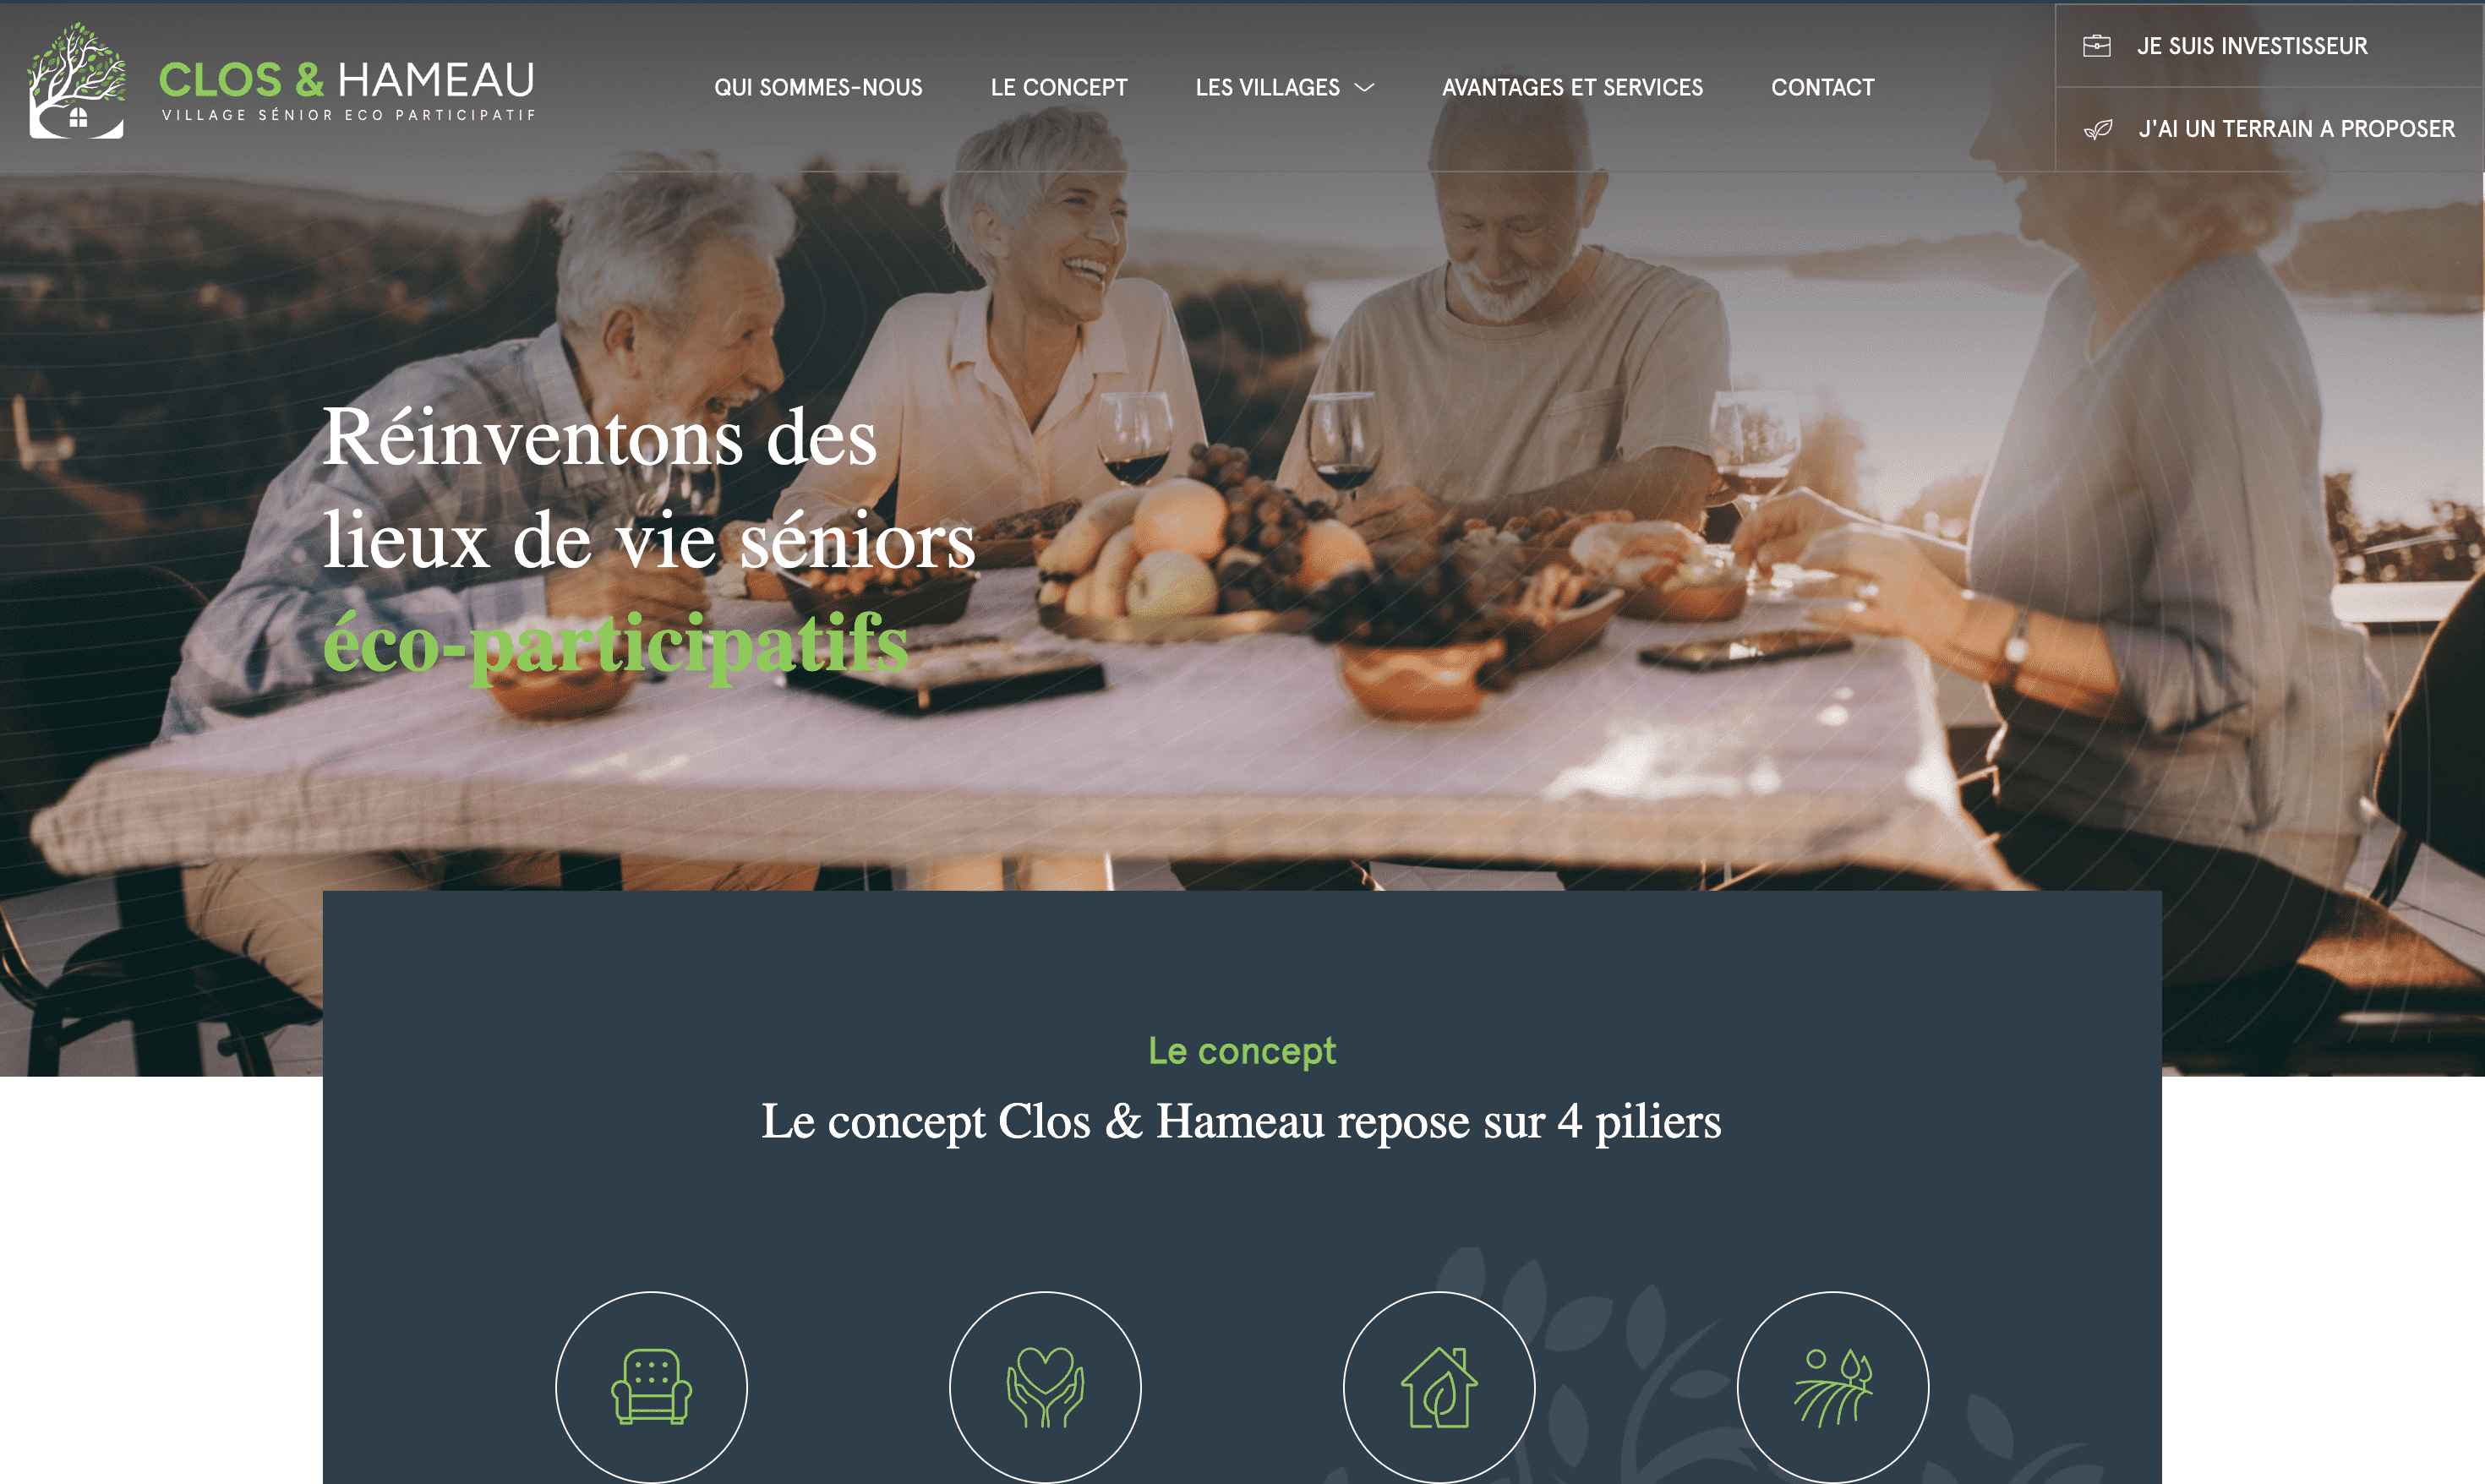 CLOS & HAMEAU
VILLAGE SÉNIOR ECO PARTICIPATIF
QUI SOMMES-NOUS
LE CONCEPT
LES VILLAGES
AVANTAGES ET SERVICES
CONTACT
JE SUIS INVESTISSEUR
J'AI UN TERRAIN A PROPOSER
Réinventons des
lieux de vie séniors
éco-participatifs
Le concept
Le concept Clos & Hameau repose sur 4 piliers